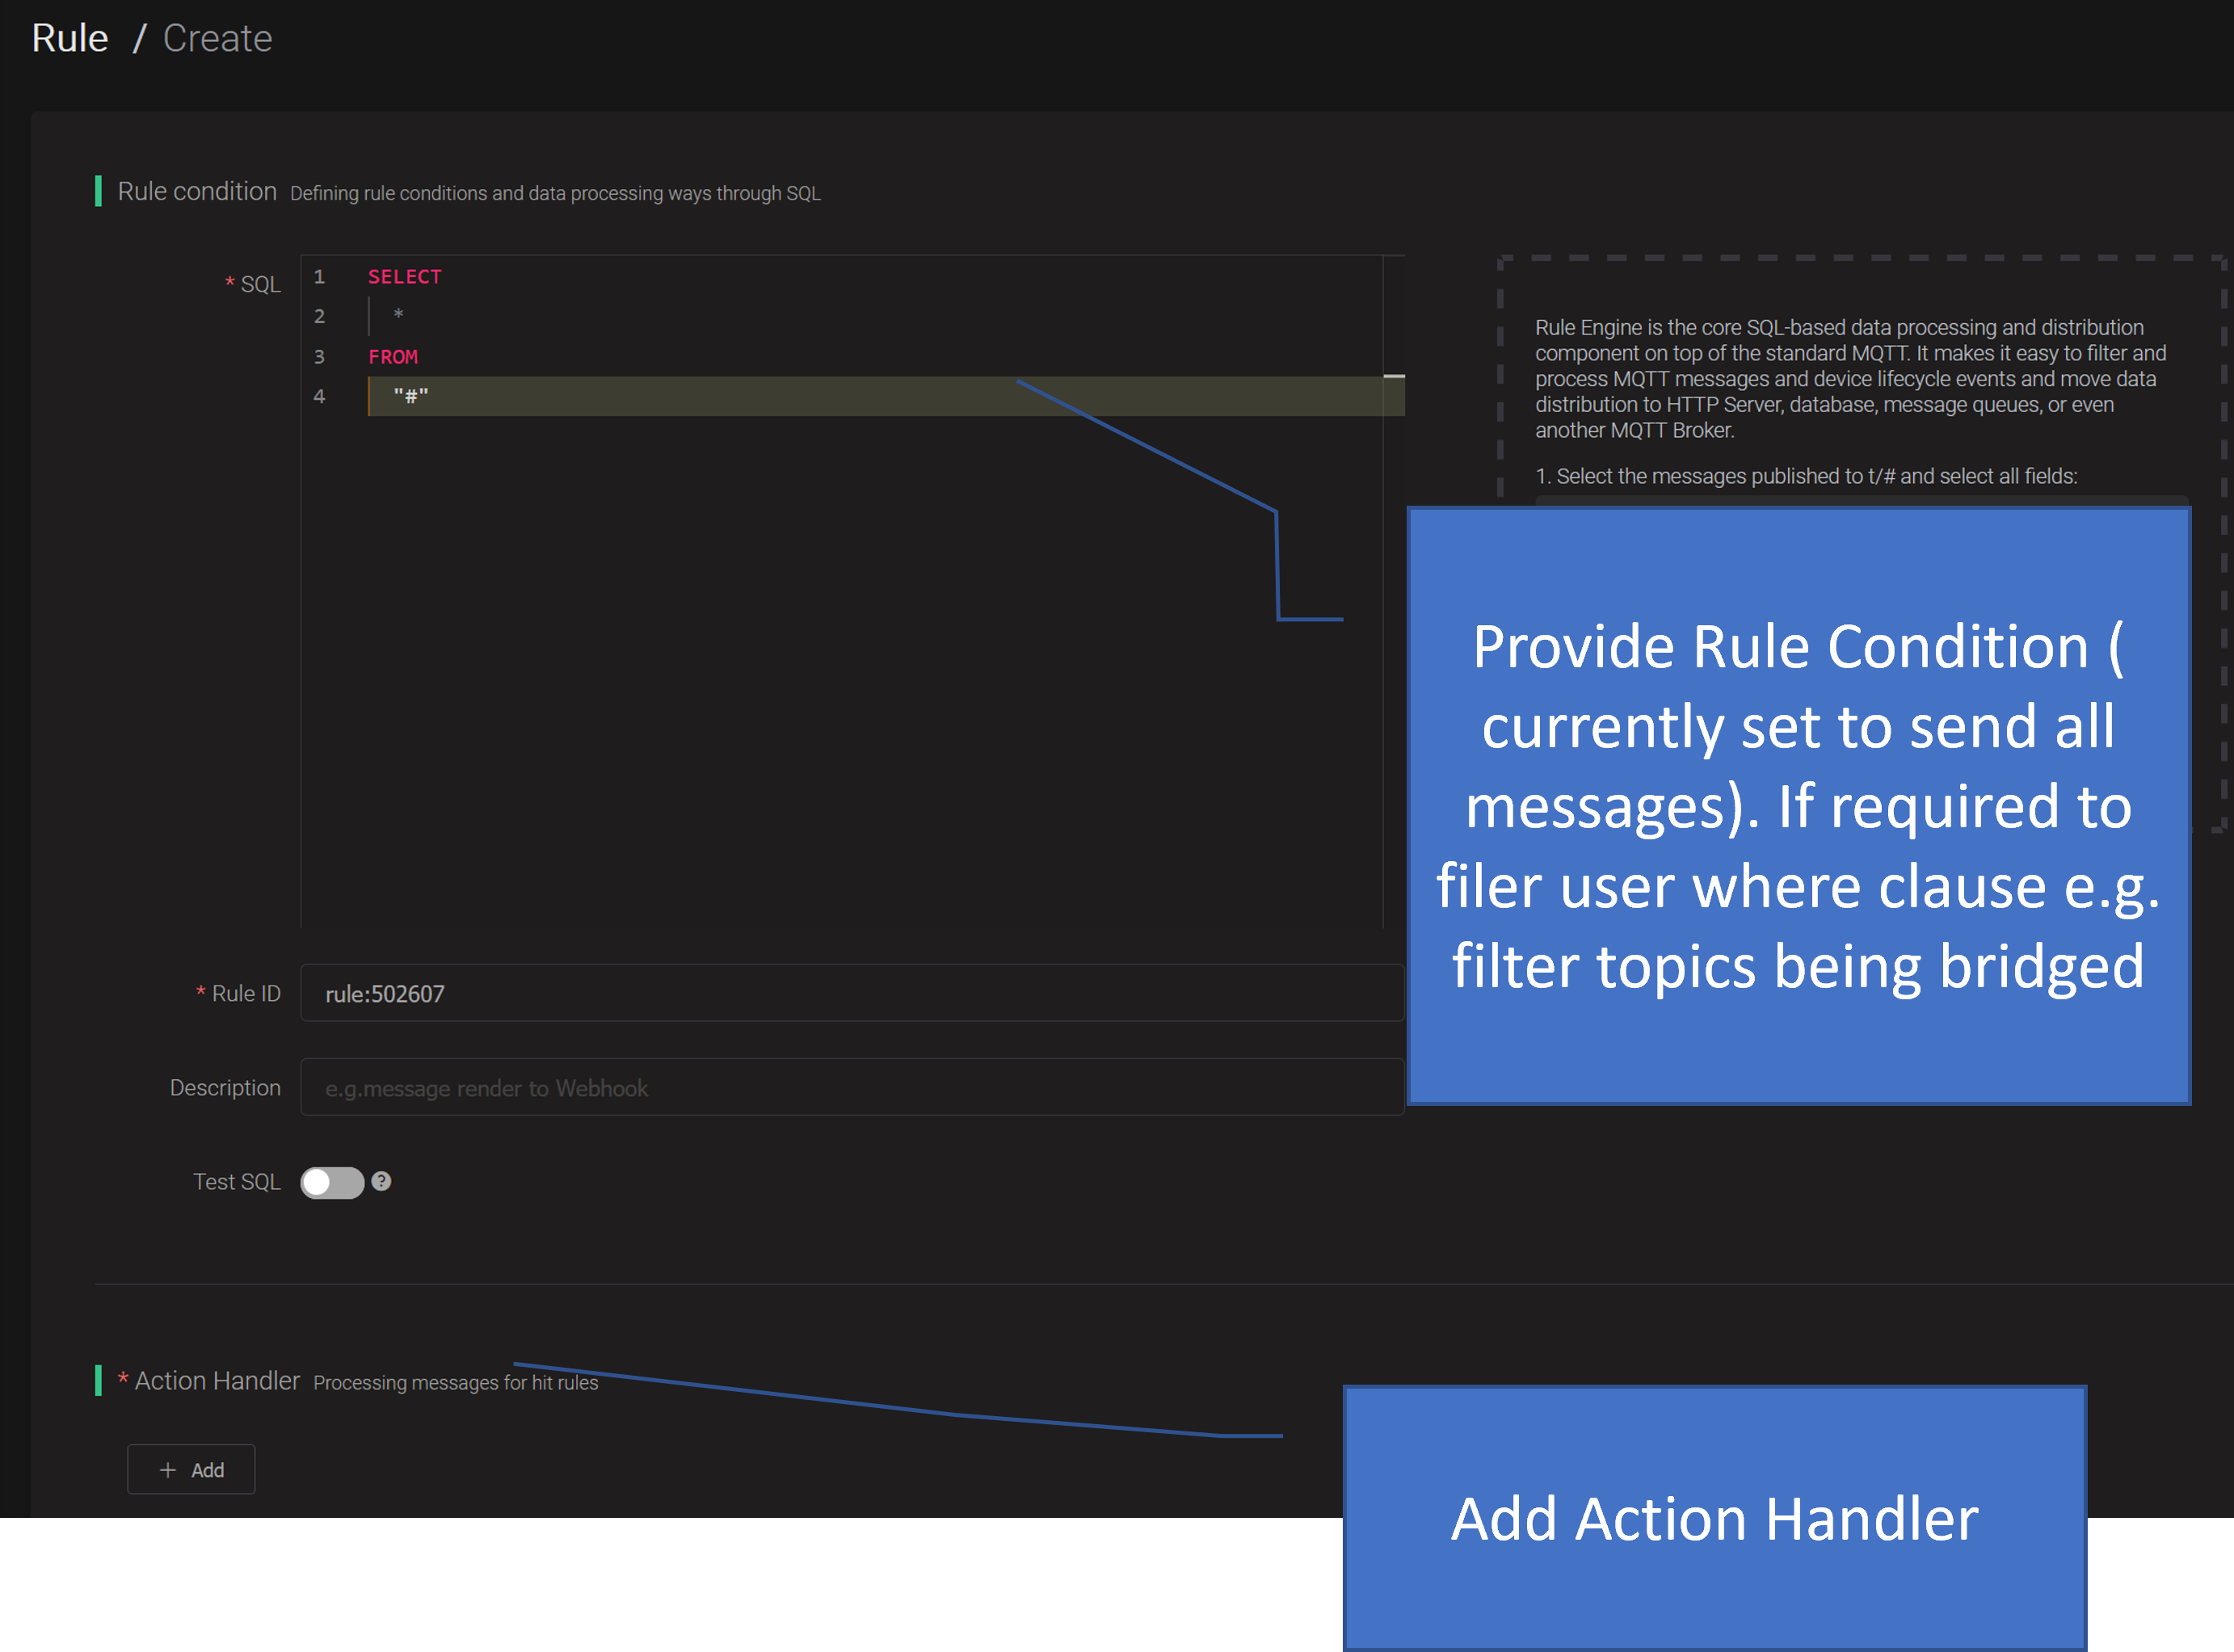 Rule / Create
Rule condition Defining rule conditions and data processing ways through SQL
* SQL
1 SELECT
2 *
3 FROM
4 "#"
Rule Engine is the core SQL-based data processing and distribution
component on top of the standard MQTT. It makes it easy to filter and
process MQTT messages and device lifecycle events and move data
distribution to HTTP Server, database, message queues, or even
another MQTT Broker.
1. Select the messages published to t/# and select all fields:
Provide Rule Condition (
currently set to send all
messages). If required to
filer user where clause e.g.
filter topics being bridged
* Rule ID rule:502607
Description e.g.message render to Webhook
Test SQL ?
* Action Handler Processing messages for hit rules
+ Add
Add Action Handler